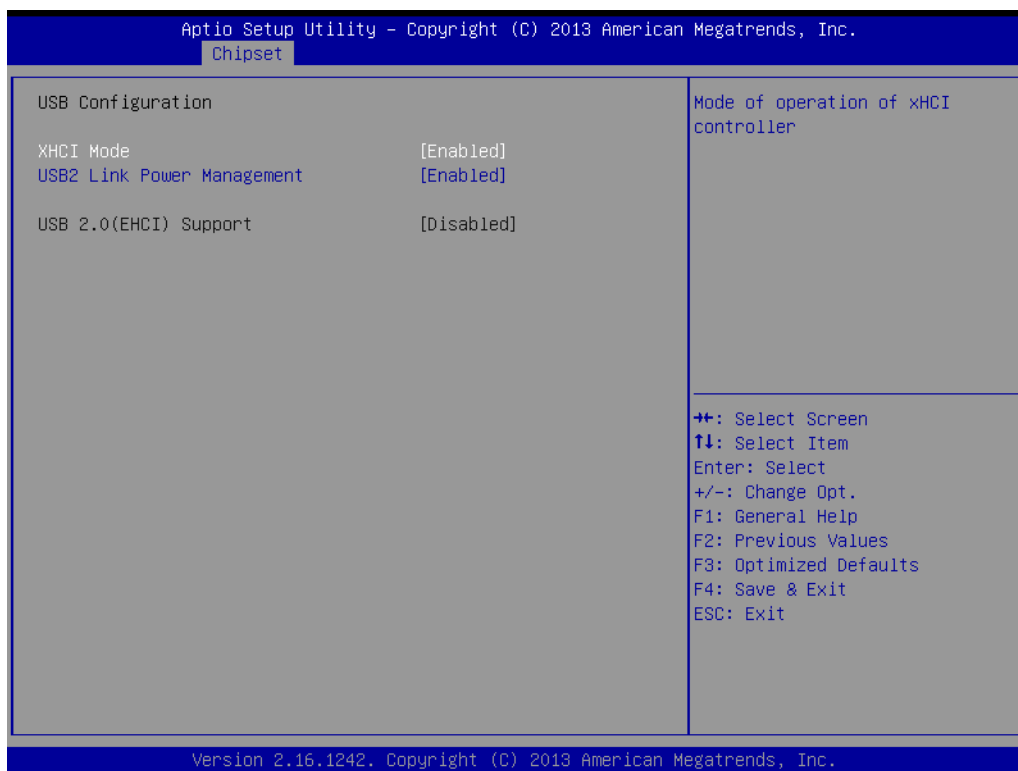 Aptio Setup Utility – Copyright (C) 2013 American Megatrends, Inc.
Chipset
USB Configuration
XHCI Mode [Enabled]
USB2 Link Power Management [Enabled]
USB 2.0(EHCI) Support [Disabled]
Mode of operation of xHCI
controller
→←: Select Screen
↑↓: Select Item
Enter: Select
+/-: Change Opt.
F1: General Help
F2: Previous Values
F3: Optimized Defaults
F4: Save & Exit
ESC: Exit
Version 2.16.1242. Copyright (C) 2013 American Megatrends, Inc.